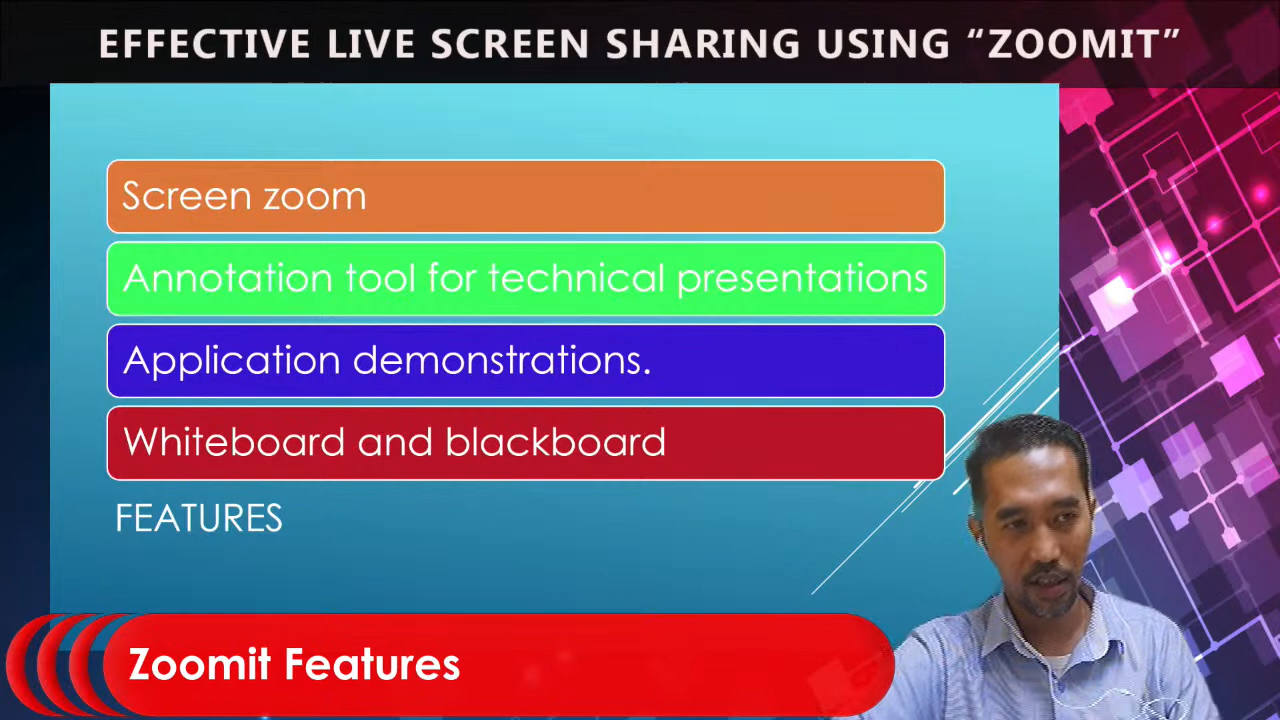 EFFECTIVE LIVE SCREEN SHARING USING “ZOOMIT”
Screen zoom
Annotation tool for technical presentations
Application demonstrations.
Whiteboard and blackboard
FEATURES
Zoomit Features